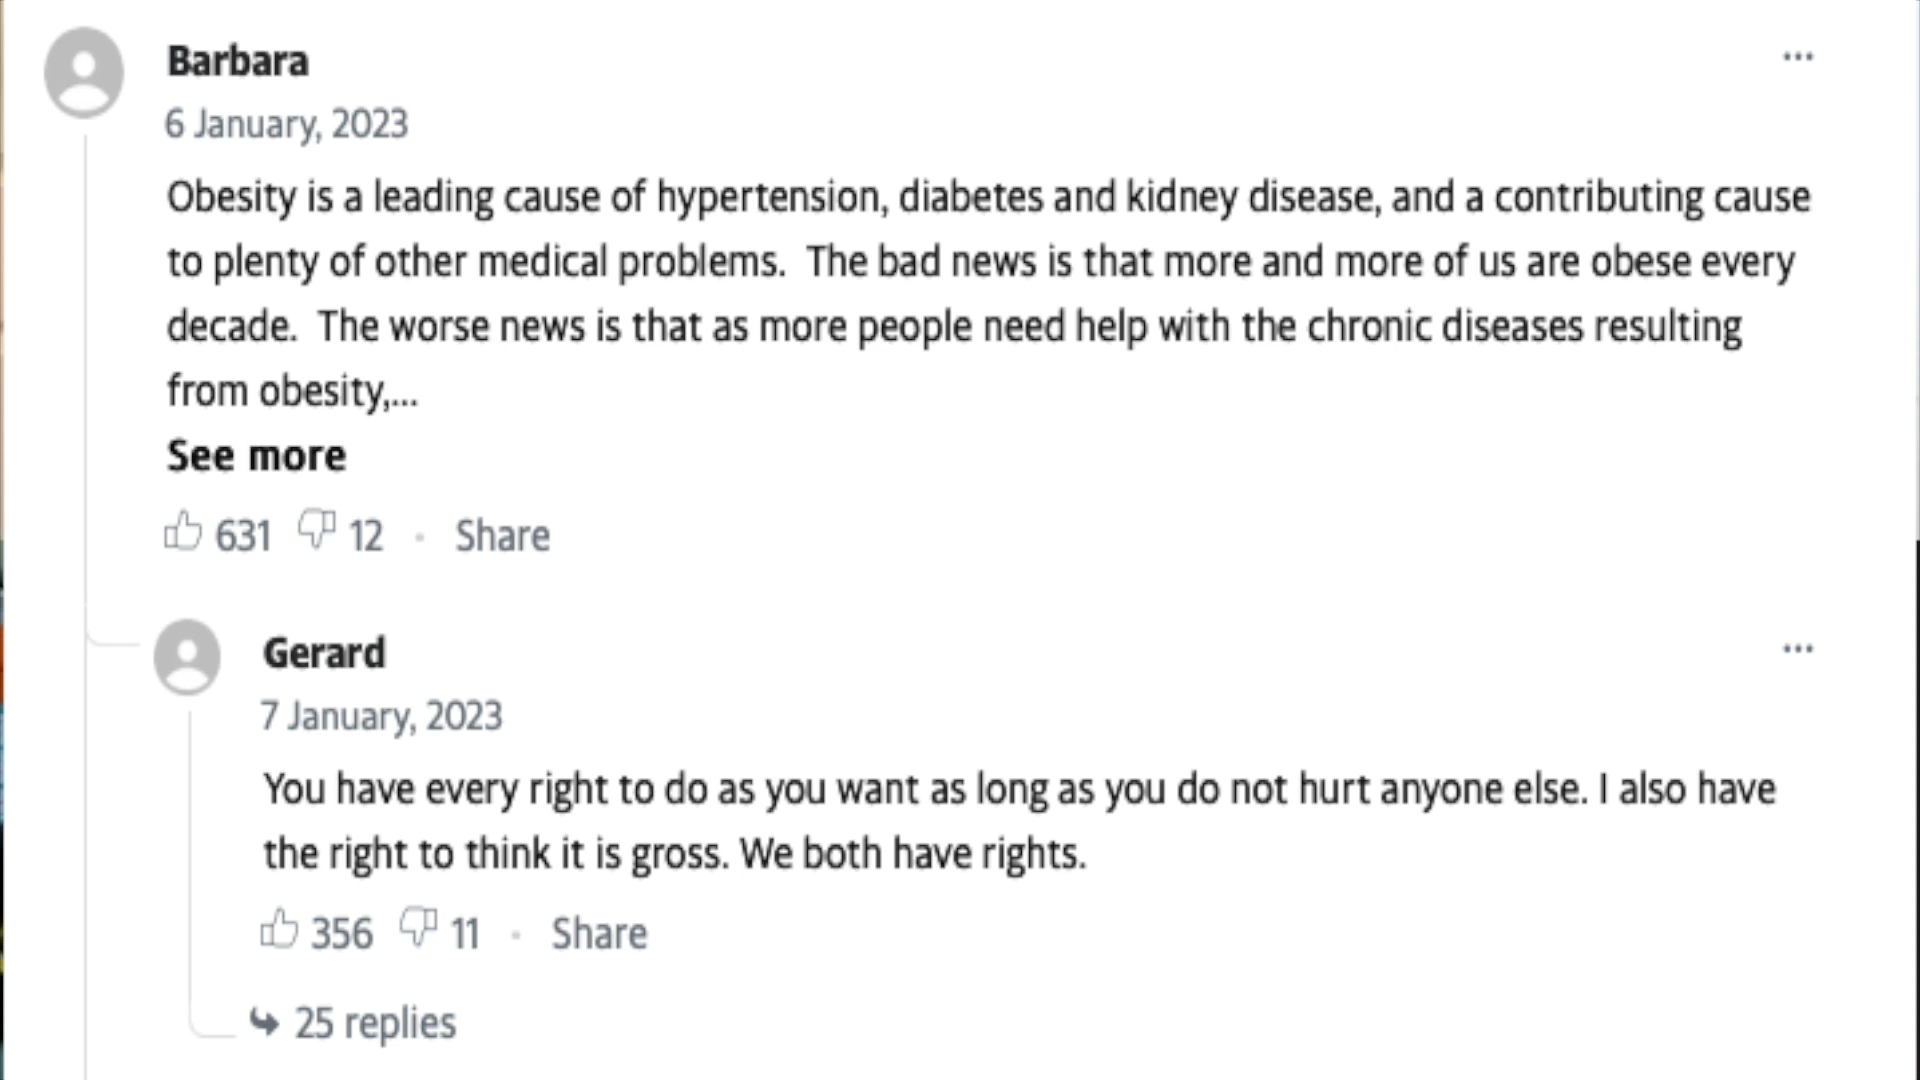 Barbara
6 January, 2023
Obesity is a leading cause of hypertension, diabetes and kidney disease, and a contributing cause
to plenty of other medical problems.  The bad news is that more and more of us are obese every
decade.  The worse news is that as more people need help with the chronic diseases resulting
from obesity,...
See more
631 12 · Share
Gerard
7 January, 2023
You have every right to do as you want as long as you do not hurt anyone else. I also have
the right to think it is gross. We both have rights.
356 11 · Share
25 replies